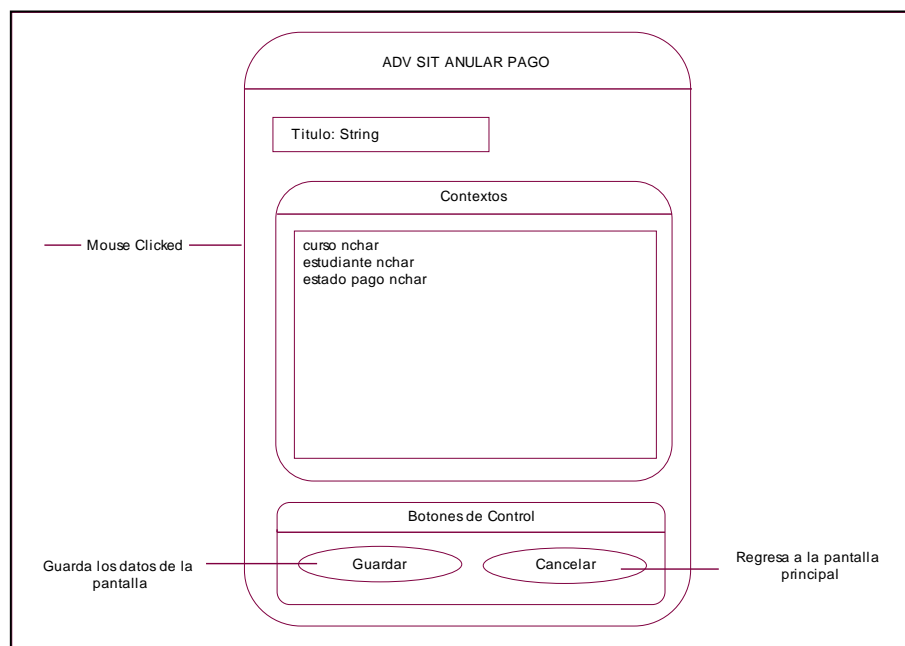 ADV SIT ANULAR PAGO
Titulo: String
Contextos
Mouse Clicked
curso nchar
estudiante nchar
estado pago nchar
Botones de Control
Guarda los datos de la
pantalla
Guardar
Cancelar
Regresa a la pantalla
principal